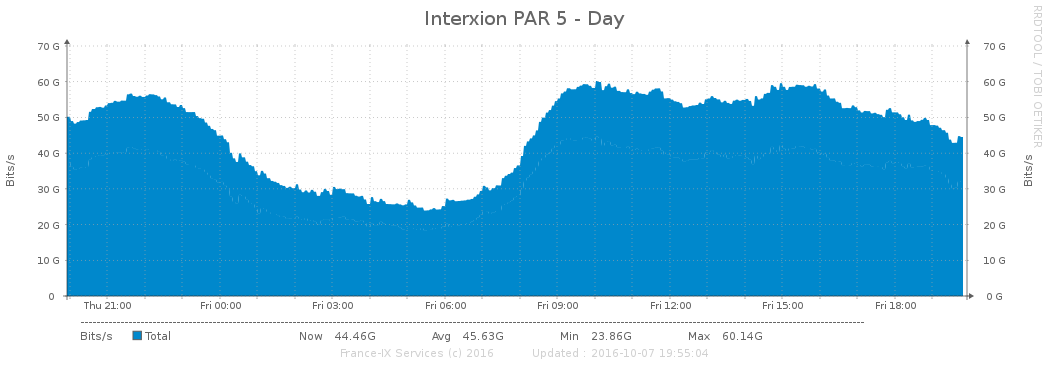 Interxion PAR 5 - Day
RRDTOOL / TOBI OETIKER
70 G 70 G
60 G 60 G
50 G 50 G
40 G 40 G
30 G 30 G
20 G 20 G
10 G 10 G
0 0 G
Bits/s
Bits/s
Thu 21:00 Fri 00:00 Fri 03:00 Fri 06:00 Fri 09:00 Fri 12:00 Fri 15:00 Fri 18:00
Bits/s Total Now 44.46G Avg 45.63G Min 23.86G Max 60.14G
France-IX Services (c) 2016 Updated : 2016-10-07 19:55:04